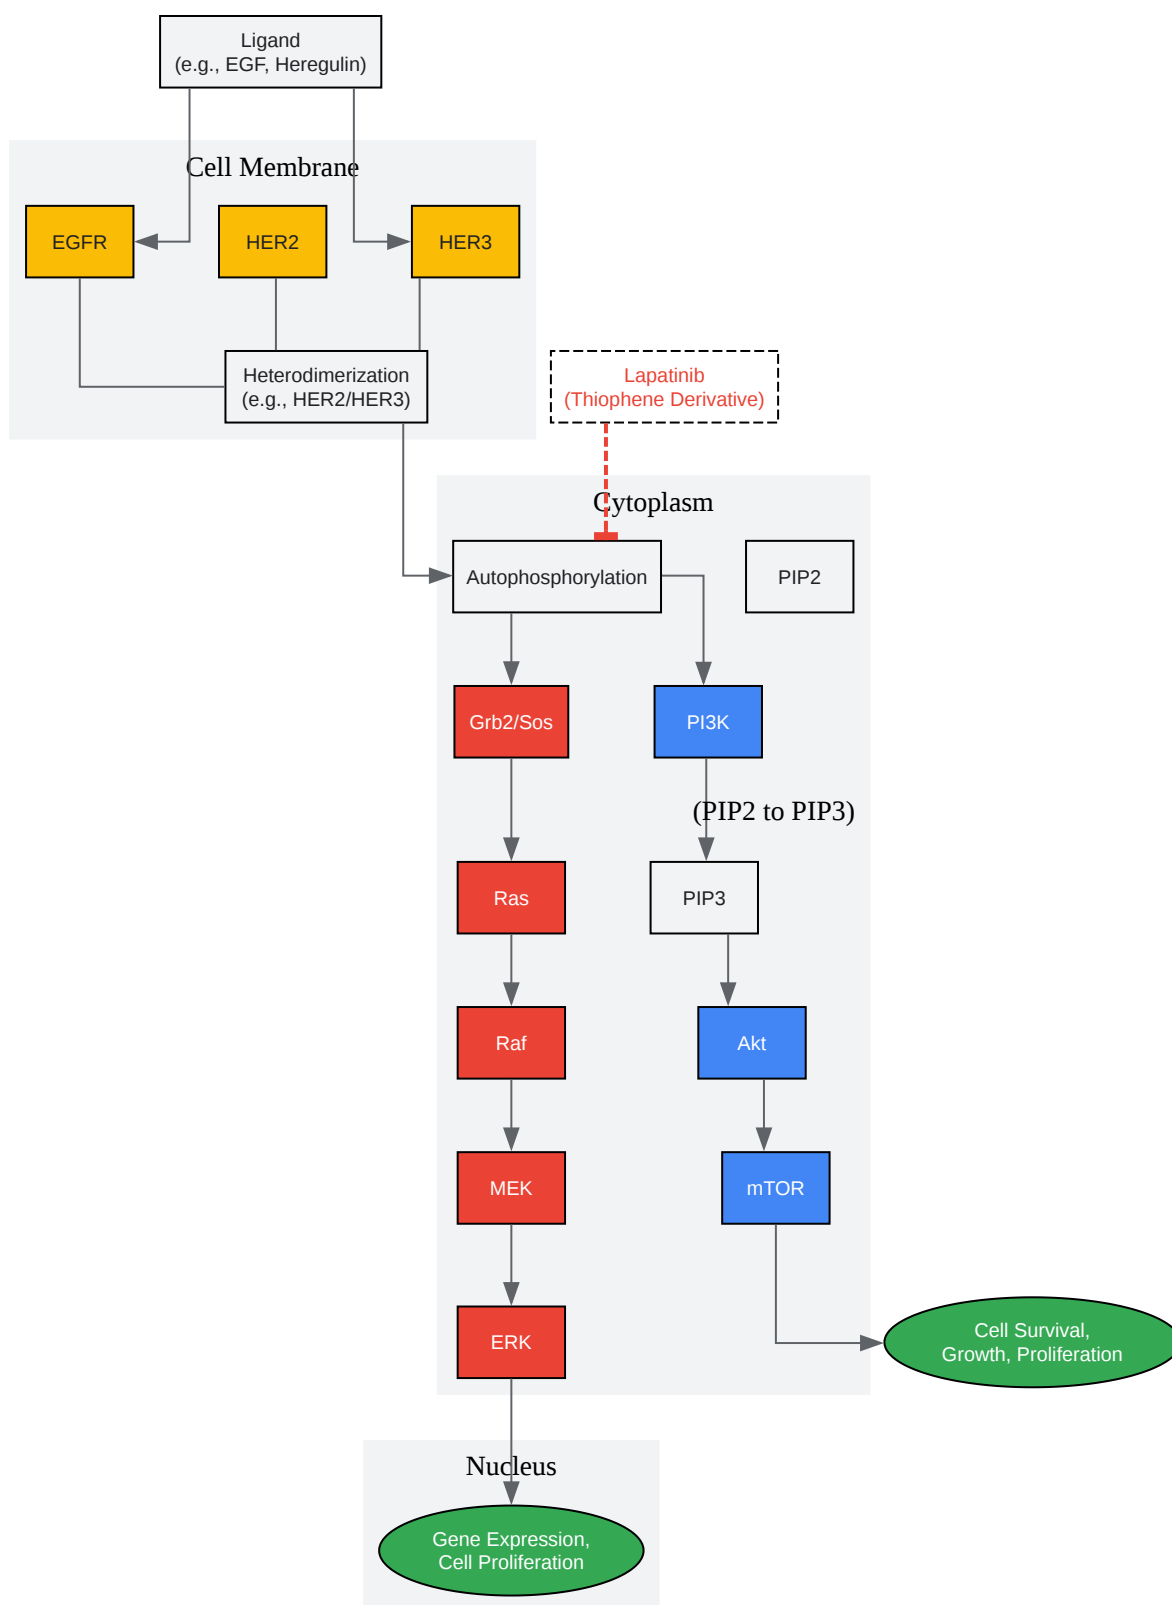 Ligand
(e.g., EGF, Heregulin)
Cell Membrane
EGFR
HER2
HER3
Heterodimerization
(e.g., HER2/HER3)
Lapatinib
(Thiophene Derivative)
Cytoplasm
Autophosphorylation
PIP2
Grb2/Sos
PI3K
(PIP2 to PIP3)
Ras
PIP3
Raf
Akt
MEK
mTOR
ERK
Cell Survival,
Growth, Proliferation
Nucleus
Gene Expression,
Cell Proliferation